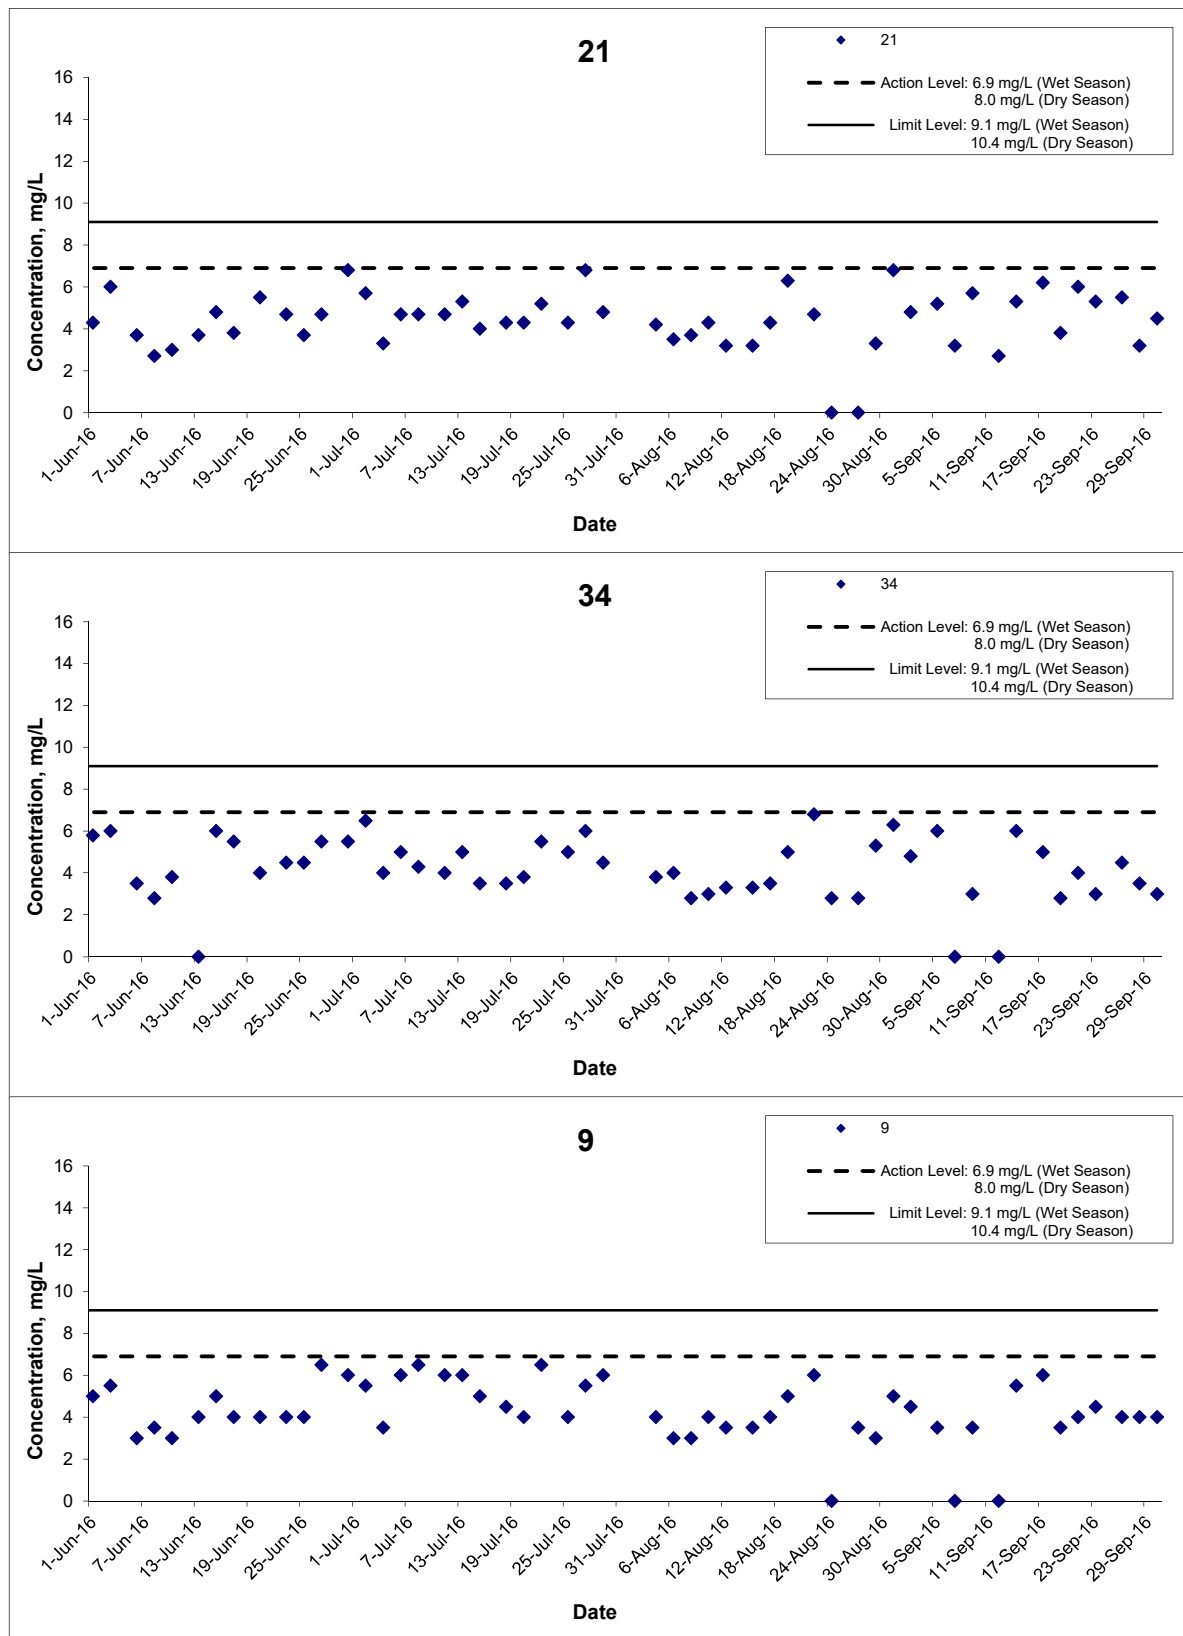 21
21
Action Level: 6.9 mg/L (Wet Season)
8.0 mg/L (Dry Season)
Limit Level: 9.1 mg/L (Wet Season)
10.4 mg/L (Dry Season)
Concentration, mg/L
16
14
12
10
8
6
4
2
0
1-Jun-16
7-Jun-16
13-Jun-16
19-Jun-16
25-Jun-16
1-Jul-16
7-Jul-16
13-Jul-16
19-Jul-16
25-Jul-16
31-Jul-16
6-Aug-16
12-Aug-16
18-Aug-16
24-Aug-16
30-Aug-16
5-Sep-16
11-Sep-16
17-Sep-16
23-Sep-16
29-Sep-16
Date
34
34
Action Level: 6.9 mg/L (Wet Season)
8.0 mg/L (Dry Season)
Limit Level: 9.1 mg/L (Wet Season)
10.4 mg/L (Dry Season)
Concentration, mg/L
16
14
12
10
8
6
4
2
0
1-Jun-16
7-Jun-16
13-Jun-16
19-Jun-16
25-Jun-16
1-Jul-16
7-Jul-16
13-Jul-16
19-Jul-16
25-Jul-16
31-Jul-16
6-Aug-16
12-Aug-16
18-Aug-16
24-Aug-16
30-Aug-16
5-Sep-16
11-Sep-16
17-Sep-16
23-Sep-16
29-Sep-16
Date
9
9
Action Level: 6.9 mg/L (Wet Season)
8.0 mg/L (Dry Season)
Limit Level: 9.1 mg/L (Wet Season)
10.4 mg/L (Dry Season)
Concentration, mg/L
16
14
12
10
8
6
4
2
0
1-Jun-16
7-Jun-16
13-Jun-16
19-Jun-16
25-Jun-16
1-Jul-16
7-Jul-16
13-Jul-16
19-Jul-16
25-Jul-16
31-Jul-16
6-Aug-16
12-Aug-16
18-Aug-16
24-Aug-16
30-Aug-16
5-Sep-16
11-Sep-16
17-Sep-16
23-Sep-16
29-Sep-16
Date